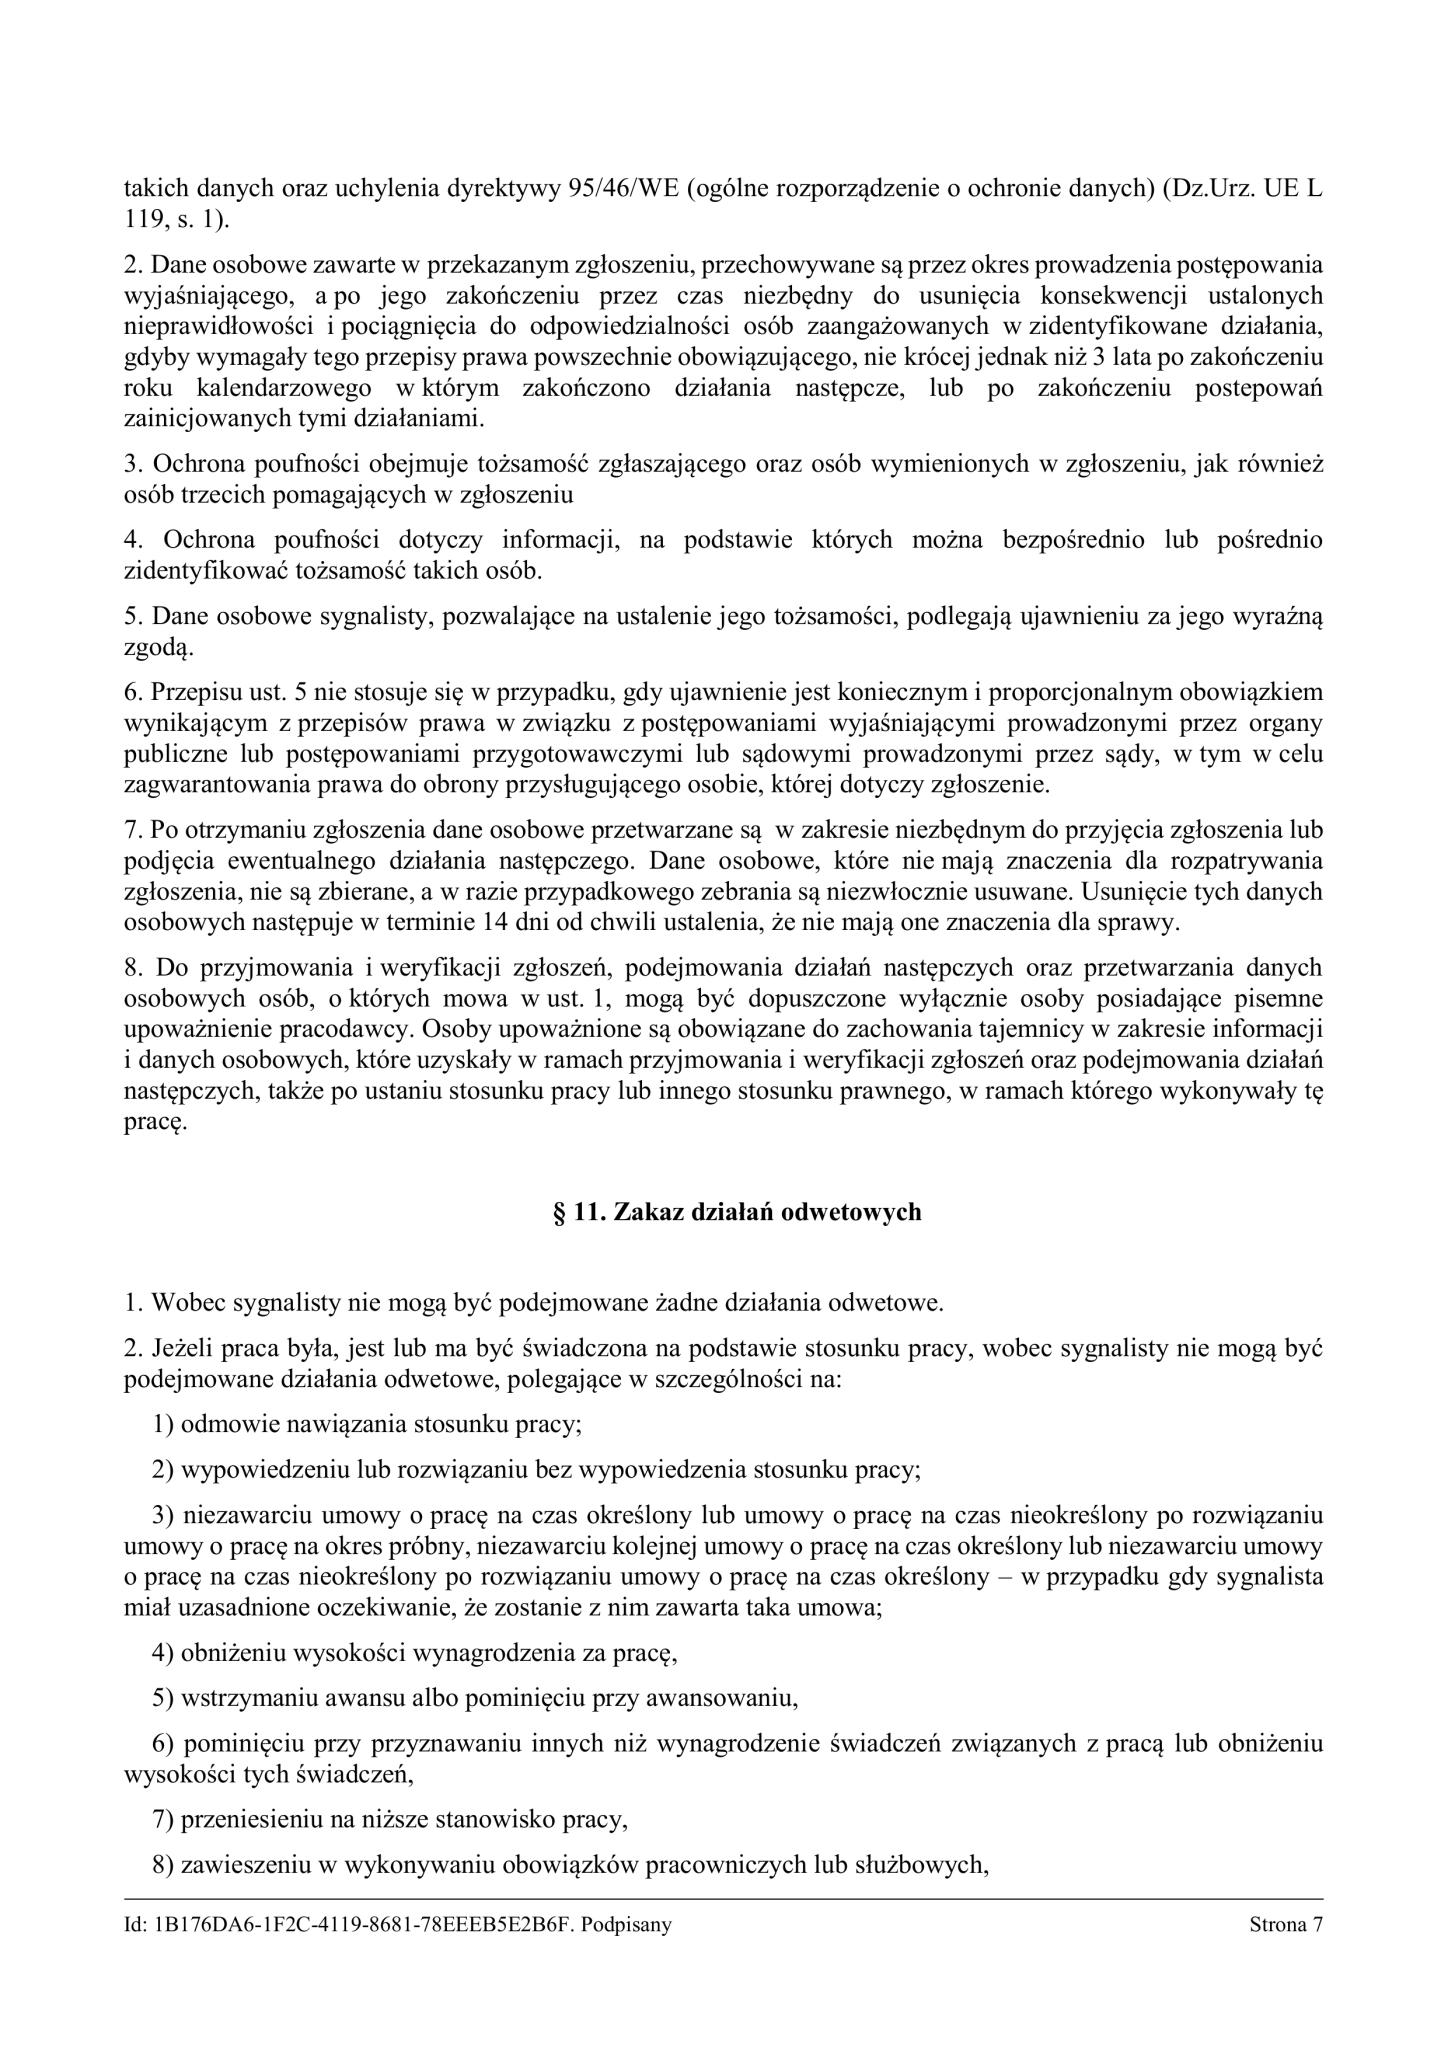 takich danych oraz uchylenia dyrektywy 95/46/WE (ogólne rozporządzenie o ochronie danych) (Dz.Urz. UE L
119, s. 1).
2. Dane osobowe zawarte w przekazanym zgłoszeniu, przechowywane są przez okres prowadzenia postępowania
wyjaśniającego, a po jego zakończeniu przez czas niezbędny do usunięcia konsekwencji ustalonych
nieprawidłowości i pociągnięcia do odpowiedzialności osób zaangażowanych w zidentyfikowane działania,
gdyby wymagały tego przepisy prawa powszechnie obowiązującego, nie krócej jednak niż 3 lata po zakończeniu
roku kalendarzowego w którym zakończono działania następcze, lub po zakończeniu postepowań
zainicjowanych tymi działaniami.
3. Ochrona poufności obejmuje tożsamość zgłaszającego oraz osób wymienionych w zgłoszeniu, jak również
osób trzecich pomagających w zgłoszeniu
4. Ochrona poufności dotyczy informacji, na podstawie których można bezpośrednio lub pośrednio
zidentyfikować tożsamość takich osób.
5. Dane osobowe sygnalisty, pozwalające na ustalenie jego tożsamości, podlegają ujawnieniu za jego wyraźną
zgodą.
6. Przepisu ust. 5 nie stosuje się w przypadku, gdy ujawnienie jest koniecznym i proporcjonalnym obowiązkiem
wynikającym z przepisów prawa w związku z postępowaniami wyjaśniającymi prowadzonymi przez organy
publiczne lub postępowaniami przygotowawczymi lub sądowymi prowadzonymi przez sądy, w tym w celu
zagwarantowania prawa do obrony przysługującego osobie, której dotyczy zgłoszenie.
7. Po otrzymaniu zgłoszenia dane osobowe przetwarzane są  w zakresie niezbędnym do przyjęcia zgłoszenia lub
podjęcia ewentualnego działania następczego. Dane osobowe, które nie mają znaczenia dla rozpatrywania
zgłoszenia, nie są zbierane, a w razie przypadkowego zebrania są niezwłocznie usuwane. Usunięcie tych danych
osobowych następuje w terminie 14 dni od chwili ustalenia, że nie mają one znaczenia dla sprawy.
8. Do przyjmowania i weryfikacji zgłoszeń, podejmowania działań następczych oraz przetwarzania danych
osobowych osób, o których mowa w ust. 1, mogą być dopuszczone wyłącznie osoby posiadające pisemne
upoważnienie pracodawcy. Osoby upoważnione są obowiązane do zachowania tajemnicy w zakresie informacji
i danych osobowych, które uzyskały w ramach przyjmowania i weryfikacji zgłoszeń oraz podejmowania działań
następczych, także po ustaniu stosunku pracy lub innego stosunku prawnego, w ramach którego wykonywały tę
pracę.
§ 11. Zakaz działań odwetowych
1. Wobec sygnalisty nie mogą być podejmowane żadne działania odwetowe.
2. Jeżeli praca była, jest lub ma być świadczona na podstawie stosunku pracy, wobec sygnalisty nie mogą być
podejmowane działania odwetowe, polegające w szczególności na:
1) odmowie nawiązania stosunku pracy;
2) wypowiedzeniu lub rozwiązaniu bez wypowiedzenia stosunku pracy;
3) niezawarciu umowy o pracę na czas określony lub umowy o pracę na czas nieokreślony po rozwiązaniu
umowy o pracę na okres próbny, niezawarciu kolejnej umowy o pracę na czas określony lub niezawarciu umowy
o pracę na czas nieokreślony po rozwiązaniu umowy o pracę na czas określony – w przypadku gdy sygnalista
miał uzasadnione oczekiwanie, że zostanie z nim zawarta taka umowa;
4) obniżeniu wysokości wynagrodzenia za pracę,
5) wstrzymaniu awansu albo pominięciu przy awansowaniu,
6) pominięciu przy przyznawaniu innych niż wynagrodzenie świadczeń związanych z pracą lub obniżeniu
wysokości tych świadczeń,
7) przeniesieniu na niższe stanowisko pracy,
8) zawieszeniu w wykonywaniu obowiązków pracowniczych lub służbowych,
Id: 1B176DA6-1F2C-4119-8681-78EEEB5E2B6F. Podpisany
Strona 7